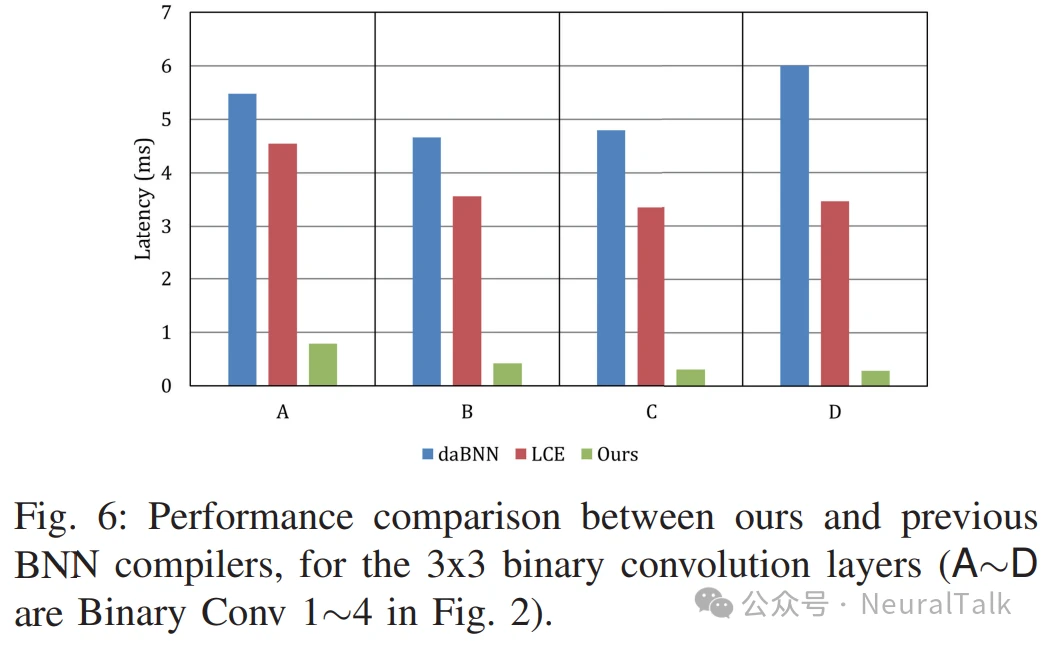 7
6
5
4
3
2
1
0
Latency (ms)
A B C D
daBNN LCE Ours
Fig. 6: Performance comparison between ours and previous
BNN compilers, for the 3x3 binary convolution layers (A∼D
are Binary Conv 1∼4 in Fig. 2).
公众号 · NeuralTalk